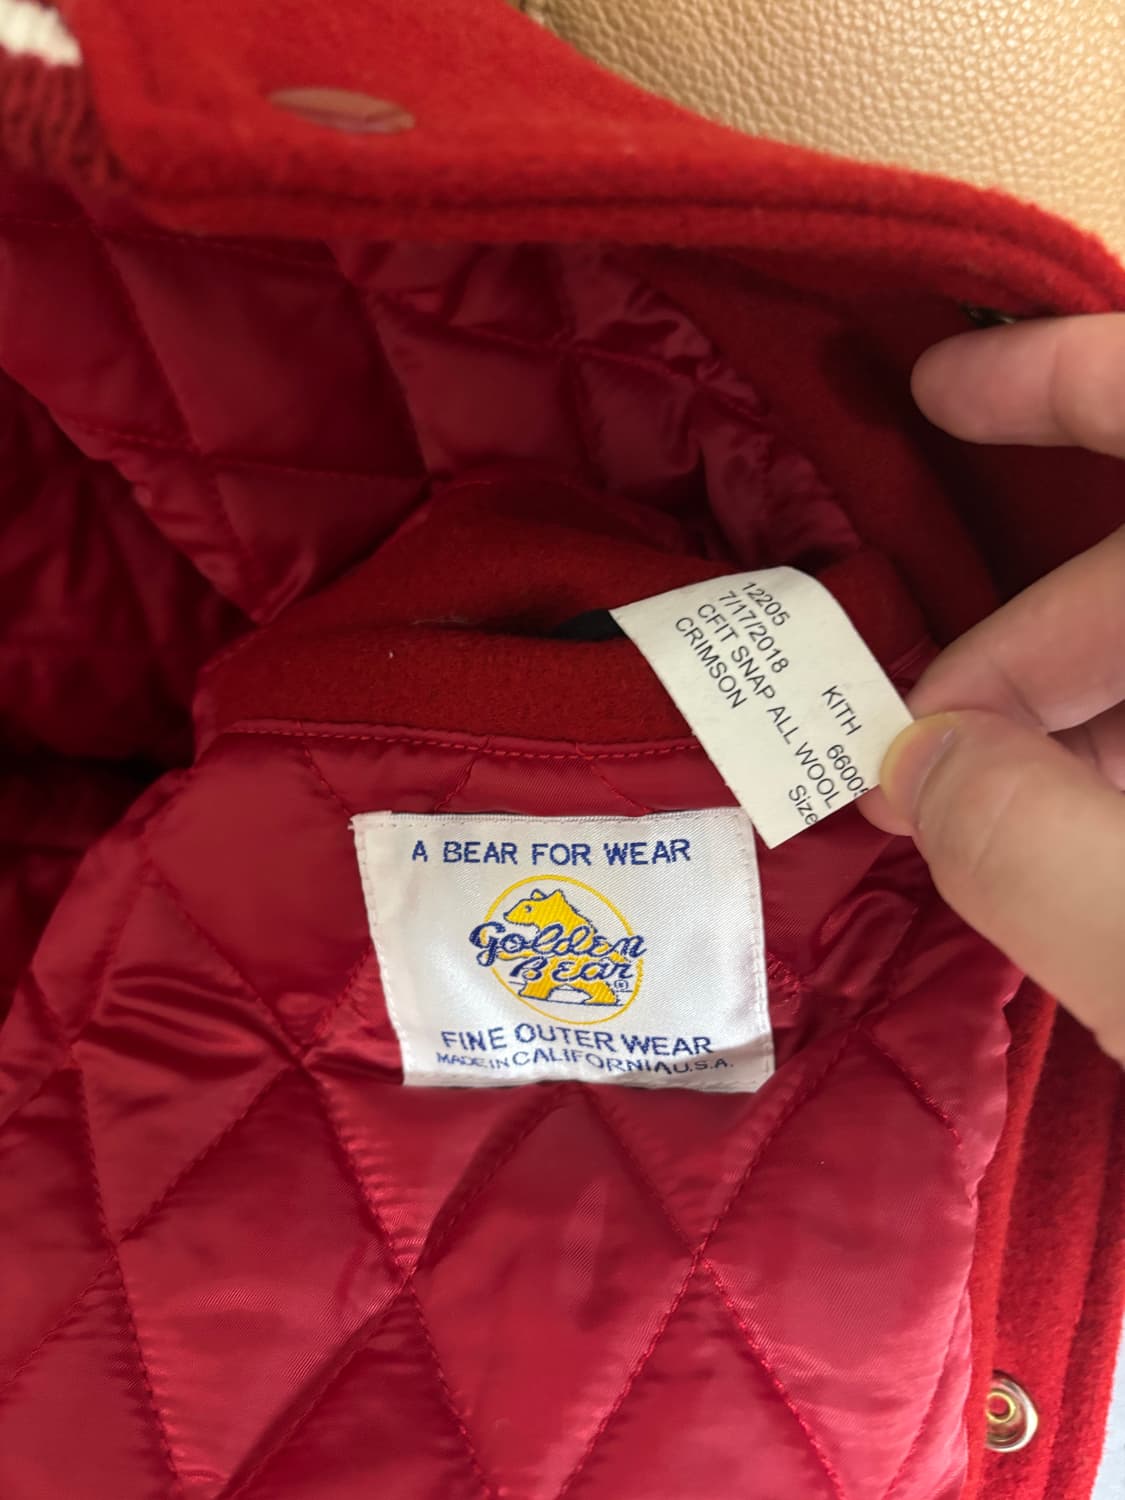 12205
7/17/2018 KITH 66005
CFIT SNAP ALL WOOL
CRIMSON Size
A BEAR FOR WEAR
Golden
Bear®
FINE OUTER WEAR
MADE IN CALIFORNIA U.S.A.